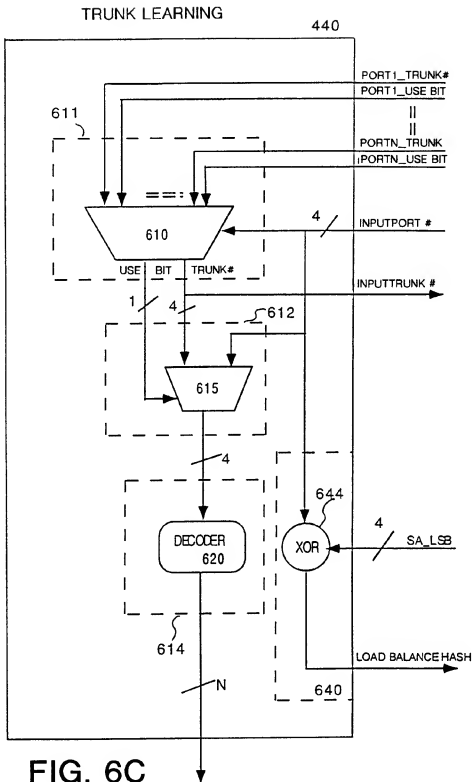 TRUNK LEARNING
440
PORT1_TRUNK#
PORT1_USE BIT
611
PORTN_TRUNK
PORTN_USE BIT
610
4
INPUTPORT #
USE BIT TRUNK#
INPUTTRUNK #
1
4
612
615
4
644
DECODER
620
XOR
4
SA_LSB
614
LOAD BALANCE HASH
640
N
FIG. 6C